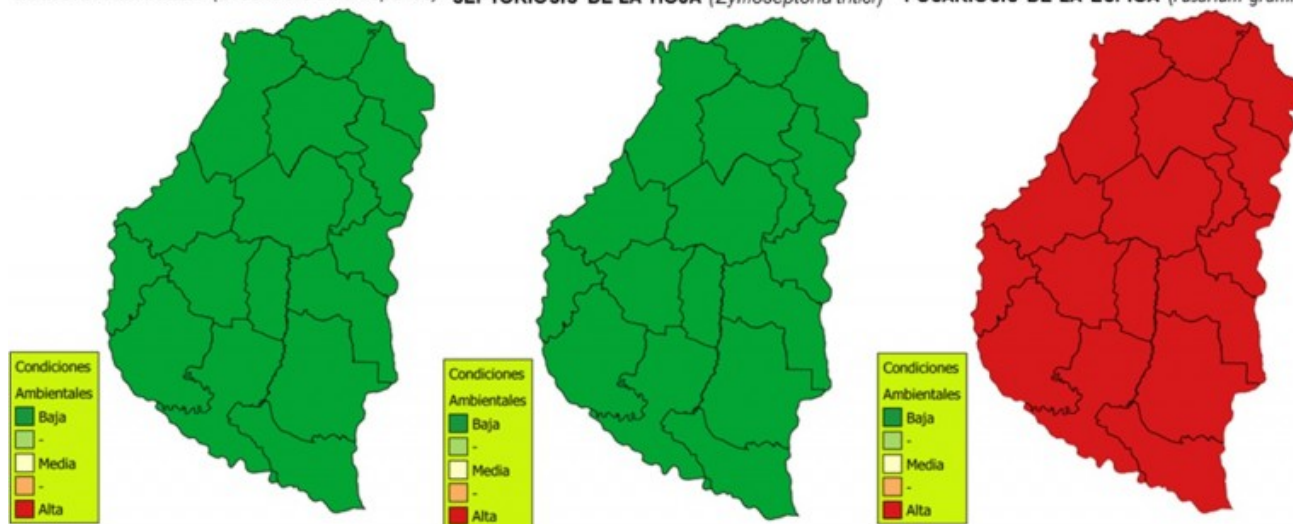 SEPTORIOSIS DE LA HOJA (Zymoseptoria tritici)
FUSARIOSIS DE LA ESPIGA
Condiciones
Ambientales
Baja
-
Media
-
Alta
Condiciones
Ambientales
Baja
-
Media
-
Alta
Condiciones
Ambientales
Baja
-
Media
-
Alta